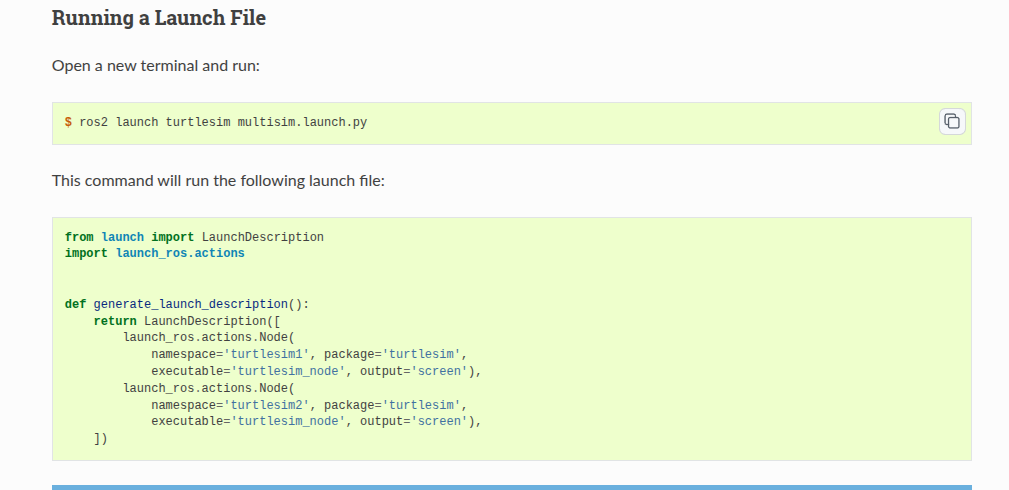 Running a Launch File
Open a new terminal and run:
$ ros2 launch turtlesim multisim.launch.py
This command will run the following launch file:
from launch import LaunchDescription
import launch_ros.actions
def generate_launch_description():
    return LaunchDescription([
        launch_ros.actions.Node(
            namespace='turtlesim1', package='turtlesim',
            executable='turtlesim_node', output='screen'),
        launch_ros.actions.Node(
            namespace='turtlesim2', package='turtlesim',
            executable='turtlesim_node', output='screen'),
    ])